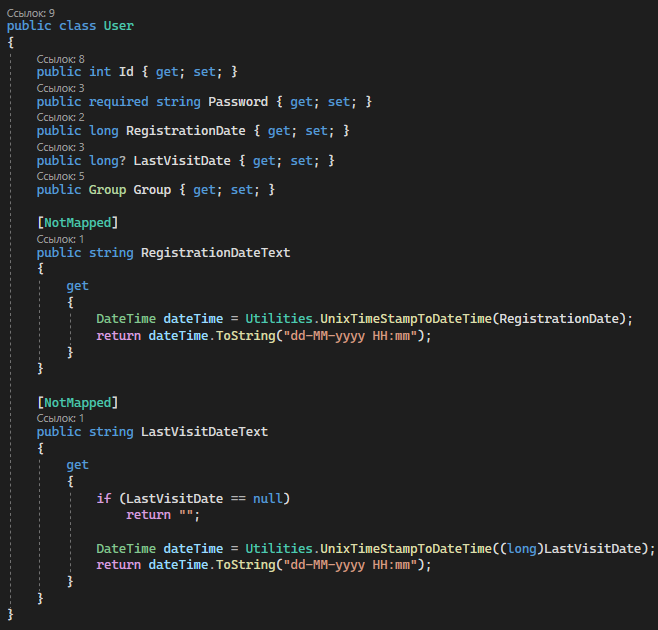 Ссылок: 9
public class User
{
Ссылок: 8
public int Id { get; set; }
Ссылок: 3
public required string Password { get; set; }
Ссылок: 2
public long RegistrationDate { get; set; }
Ссылок: 3
public long? LastVisitDate { get; set; }
Ссылок: 5
public Group Group { get; set; }
[NotMapped]
Ссылок: 1
public string RegistrationDateText
{
get
{
DateTime dateTime = Utilities.UnixTimeStampToDateTime(RegistrationDate);
return dateTime.ToString("dd-MM-yyyy HH:mm");
}
}
[NotMapped]
Ссылок: 1
public string LastVisitDateText
{
get
{
if (LastVisitDate == null)
return "";
DateTime dateTime = Utilities.UnixTimeStampToDateTime((long)LastVisitDate);
return dateTime.ToString("dd-MM-yyyy HH:mm");
}
}
}